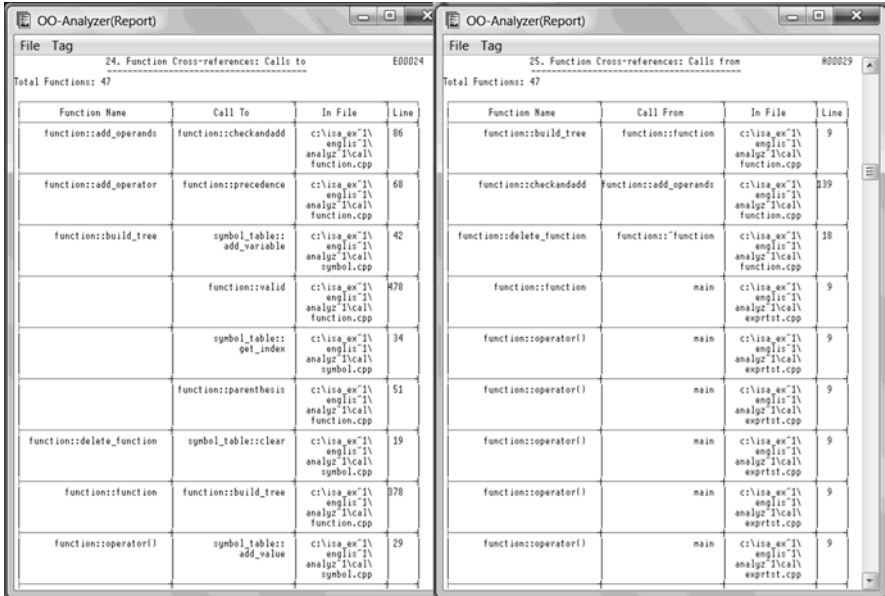 OO-Analyzer(Report)
File Tag
24. Function Cross-references: Calls to E00024
Total Functions: 47
Function Name Call To In File Line
function::add_operands function::checkandadd c:\isa_ex~1\ 86
englis~1\
analyz~1\cal\
function.cpp
function::add_operator function::precedence c:\isa_ex~1\ 68
englis~1\
analyz~1\cal\
function.cpp
function::build_tree symbol_table:: c:\isa_ex~1\ 42
add_variable englis~1\
analyz~1\cal\
symbol.cpp
function::valid c:\isa_ex~1\ 478
englis~1\
analyz~1\cal\
function.cpp
symbol_table:: c:\isa_ex~1\ 34
get_index englis~1\
analyz~1\cal\
symbol.cpp
function::parenthesis c:\isa_ex~1\ 51
englis~1\
analyz~1\cal\
function.cpp
function::delete_function symbol_table::clear c:\isa_ex~1\ 19
englis~1\
analyz~1\cal\
symbol.cpp
function::function function::build_tree c:\isa_ex~1\ 378
englis~1\
analyz~1\cal\
function.cpp
function::operator() symbol_table:: c:\isa_ex~1\ 29
add_value englis~1\
analyz~1\cal\
symbol.cpp
OO-Analyzer(Report)
File Tag
25. Function Cross-references: Calls from A00029
Total Functions: 47
Function Name Call From In File Line
function::build_tree function::function c:\isa_ex~1\ 9
englis~1\
analyz~1\cal\
function.cpp
function::checkandadd function::add_operands c:\isa_ex~1\ 139
englis~1\
analyz~1\cal\
function.cpp
function::delete_function function::~function c:\isa_ex~1\ 18
englis~1\
analyz~1\cal\
function.cpp
function::function main c:\isa_ex~1\ 9
englis~1\
analyz~1\cal\
exprtst.cpp
function::operator() main c:\isa_ex~1\ 9
englis~1\
analyz~1\cal\
exprtst.cpp
function::operator() main c:\isa_ex~1\ 9
englis~1\
analyz~1\cal\
exprtst.cpp
function::operator() main c:\isa_ex~1\ 9
englis~1\
analyz~1\cal\
exprtst.cpp
function::operator() main c:\isa_ex~1\ 9
englis~1\
analyz~1\cal\
exprtst.cpp
function::operator() main c:\isa_ex~1\ 9
englis~1\
analyz~1\cal\
exprtst.cpp